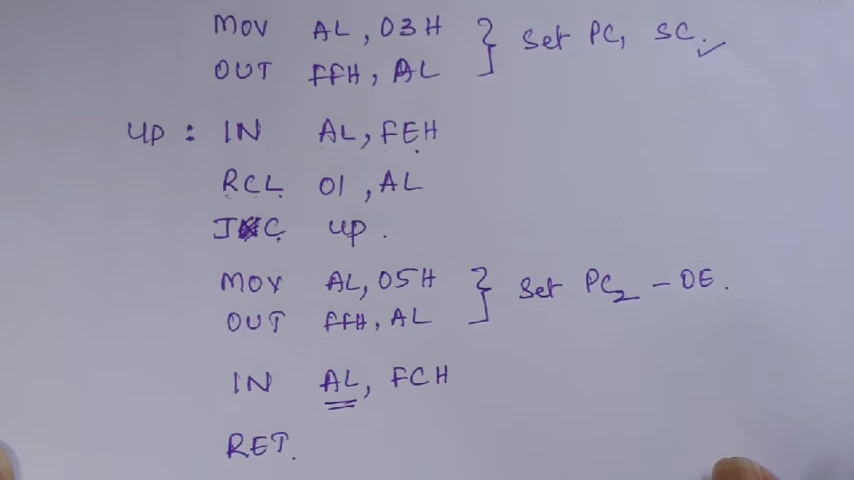 MOV AL, 03H } Set PC, SC.
OUT FFH, AL
UP : IN AL, FEH
RCL 01, AL
JC UP.
MOV AL, 05H } Set PC2 - OE.
OUT FFH, AL
IN AL, FCH
RET.